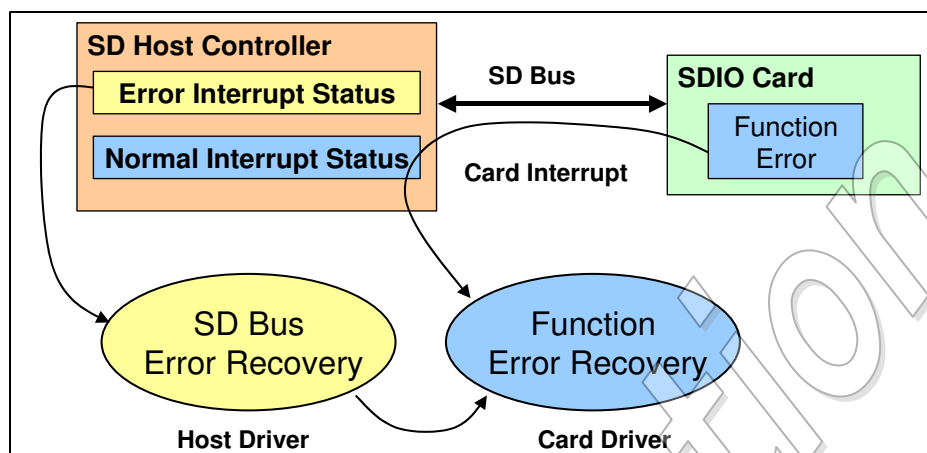 SD Host Controller
Error Interrupt Status
Normal Interrupt Status
SD Bus
Card Interrupt
SDIO Card
Function
Error
SD Bus
Error Recovery
Function
Error Recovery
Host Driver
Card Driver
tion